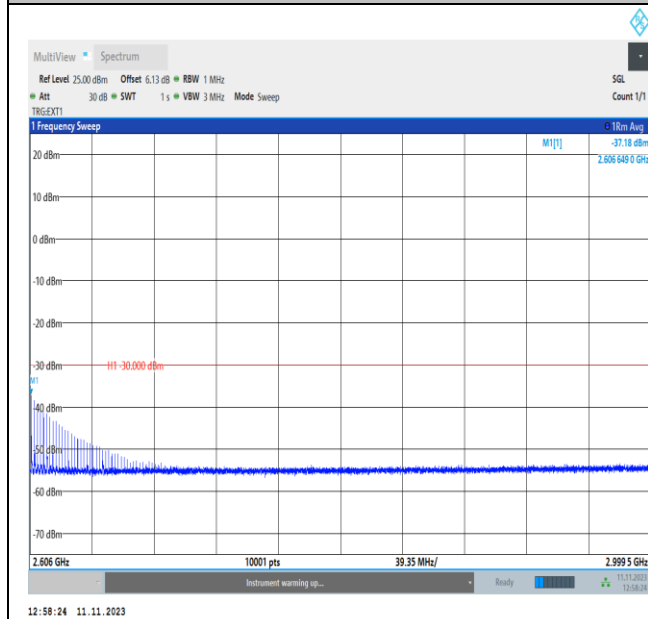 MultiView Spectrum
Ref Level 25.00 dBm Offset 6.13 dB RBW 1 MHz SGL
Att 30 dB SWT 1 s VBW 3 MHz Mode Sweep Count 1/1
TRG:EXT1
1 Frequency Sweep 1Rm Avg
M1[1] -37.18 dBm
2.606 649 0 GHz
20 dBm
10 dBm
0 dBm
-10 dBm
-20 dBm
-30 dBm H1 -30.000 dBm
M1
-40 dBm
-50 dBm
-60 dBm
-70 dBm
2.606 GHz 10001 pts 39.35 MHz/ 2.999 5 GHz
Instrument warming up... Ready 11.11.2023
12:58:24
12:58:24 11.11.2023